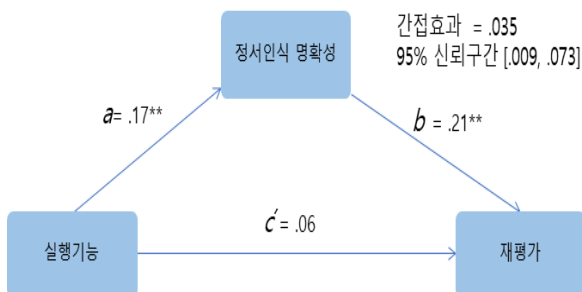 간접효과 = .035
95% 신뢰구간 [.009, .073]
정서인식 명확성
a= .17**
b = .21**
c´ = .06
실행기능
재평가